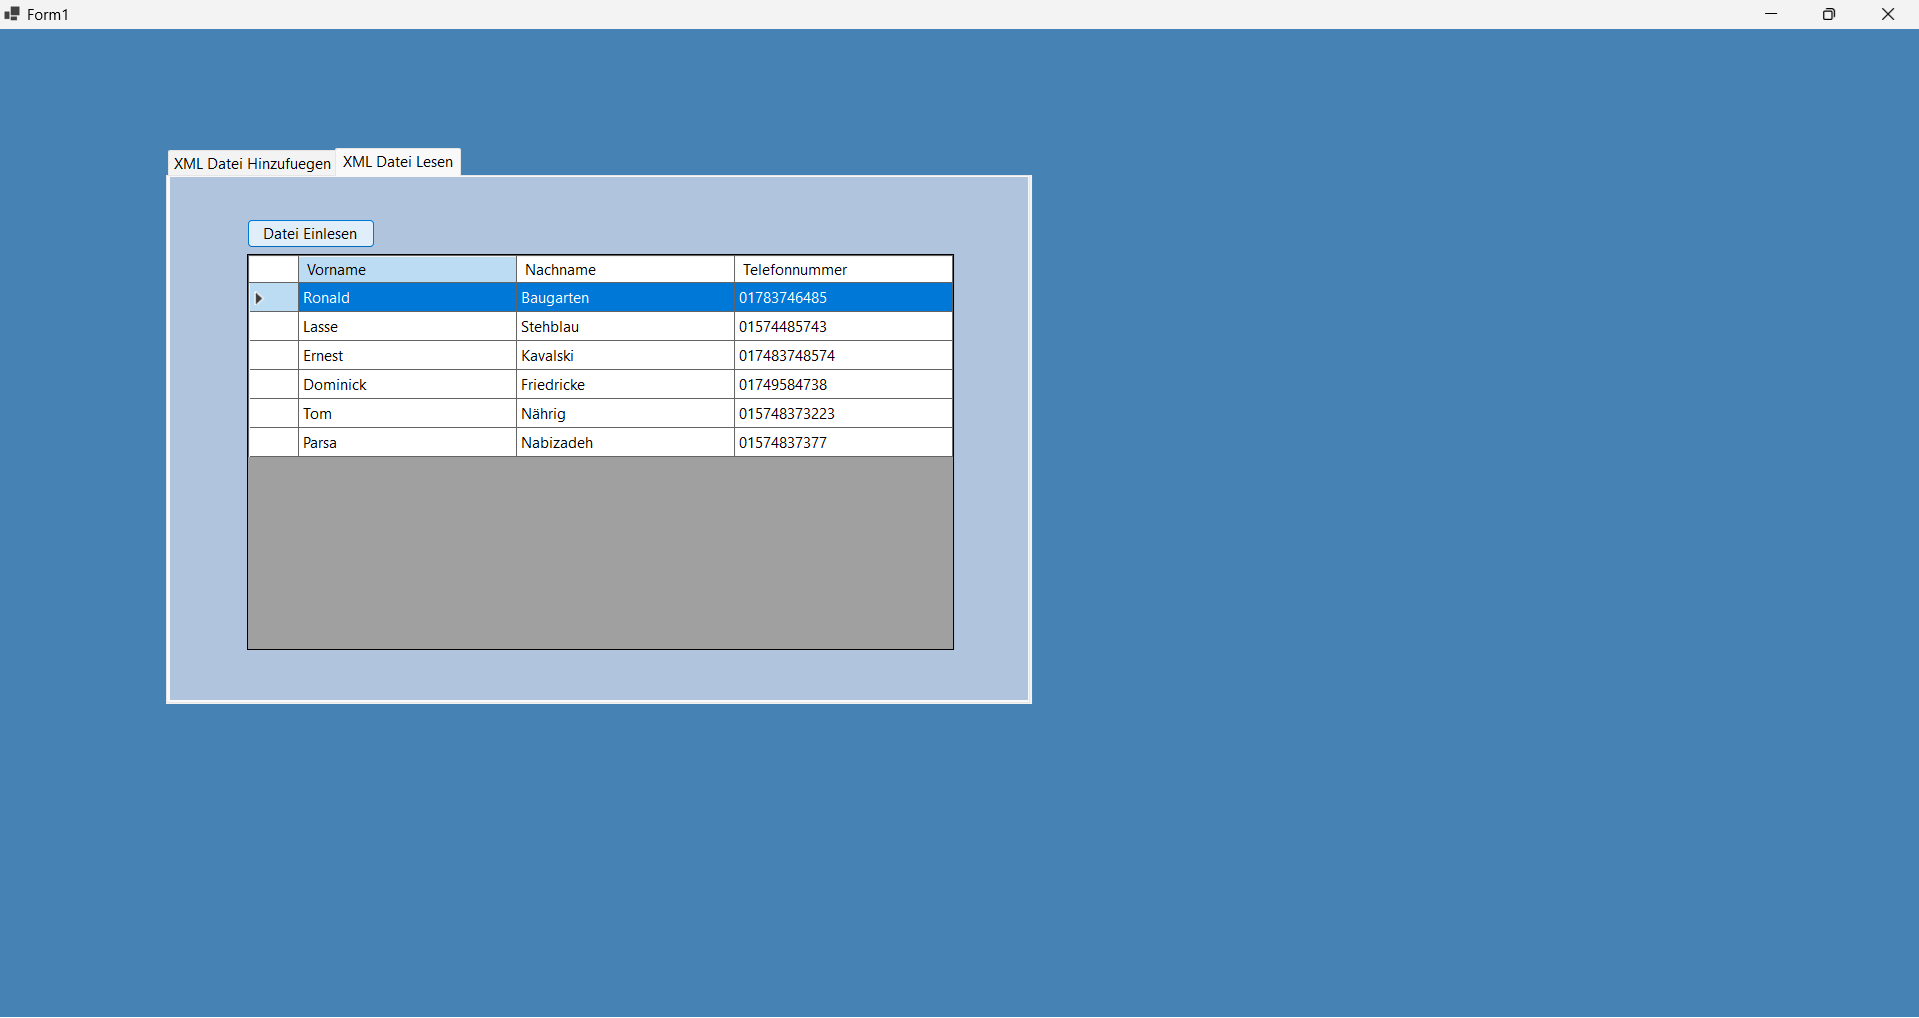 Form1
XML Datei Hinzufuegen XML Datei Lesen
Datei Einlesen
Vorname Nachname Telefonnummer
Ronald Baugarten 01783746485
Lasse Stehblau 01574485743
Ernest Kavalski 017483748574
Dominick Friedricke 01749584738
Tom Nährig 015748373223
Parsa Nabizadeh 01574837377